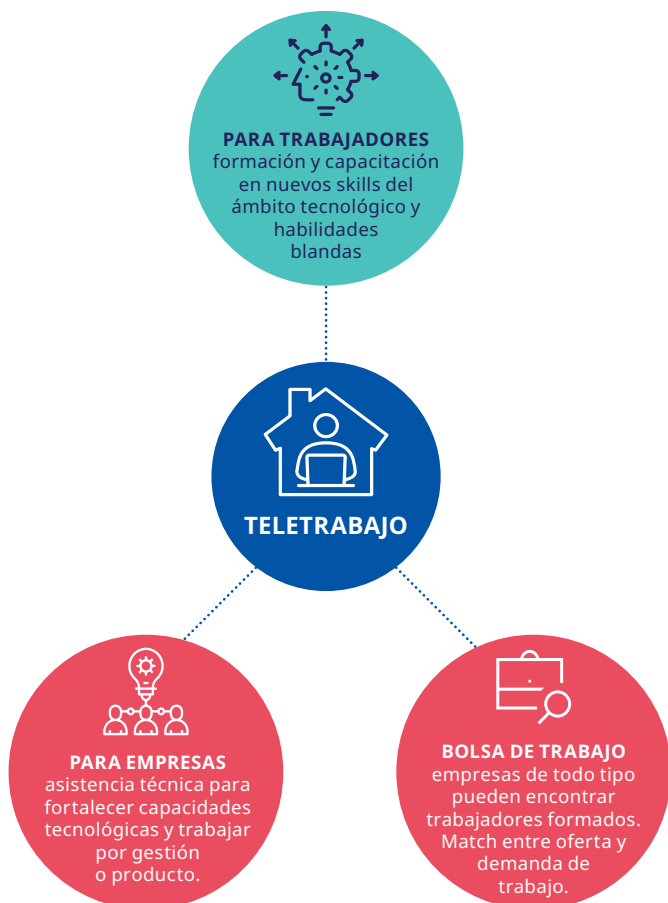 PARA TRABAJADORES
formación y capacitación
en nuevos skills del
ámbito tecnológico y
habilidades
blandas
TELETRABAJO
PARA EMPRESAS
asistencia técnica para
fortalecer capacidades
tecnológicas y trabajar
por gestión
o producto.
BOLSA DE TRABAJO
empresas de todo tipo
pueden encontrar
trabajadores formados.
Match entre oferta y
demanda de
trabajo.